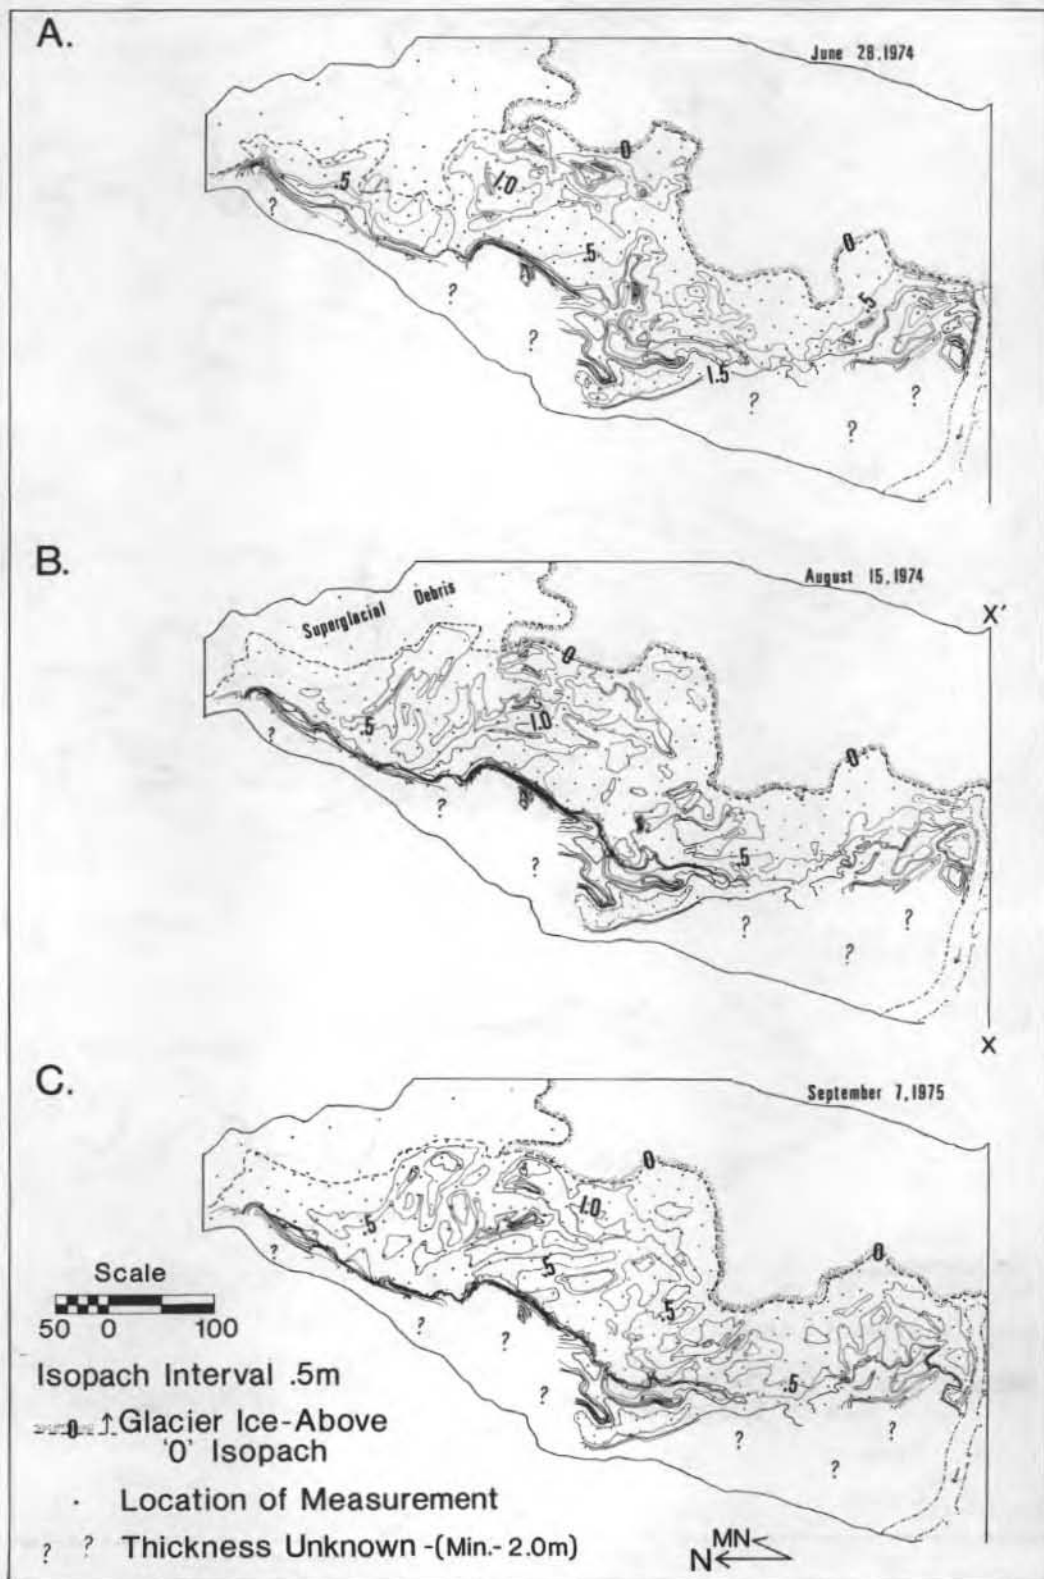 A.
June 28,1974
0
.5
1.0
?
.5
0
?
.5
?
1.5
?
?
?
B.
August 15,1974
Superglacial Debris
X'
0
1.0
.5
?
0
?
?
.5
?
?
?
X
C.
September 7,1975
0
1.0
.5
?
0
.5
.5
Scale
50 0 100
?
?
.5
?
?
?
?
Isopach Interval .5m
0 ↑ Glacier Ice-Above
'0' Isopach
. Location of Measurement
? ? Thickness Unknown -(Min.- 2.0m)
MN
N